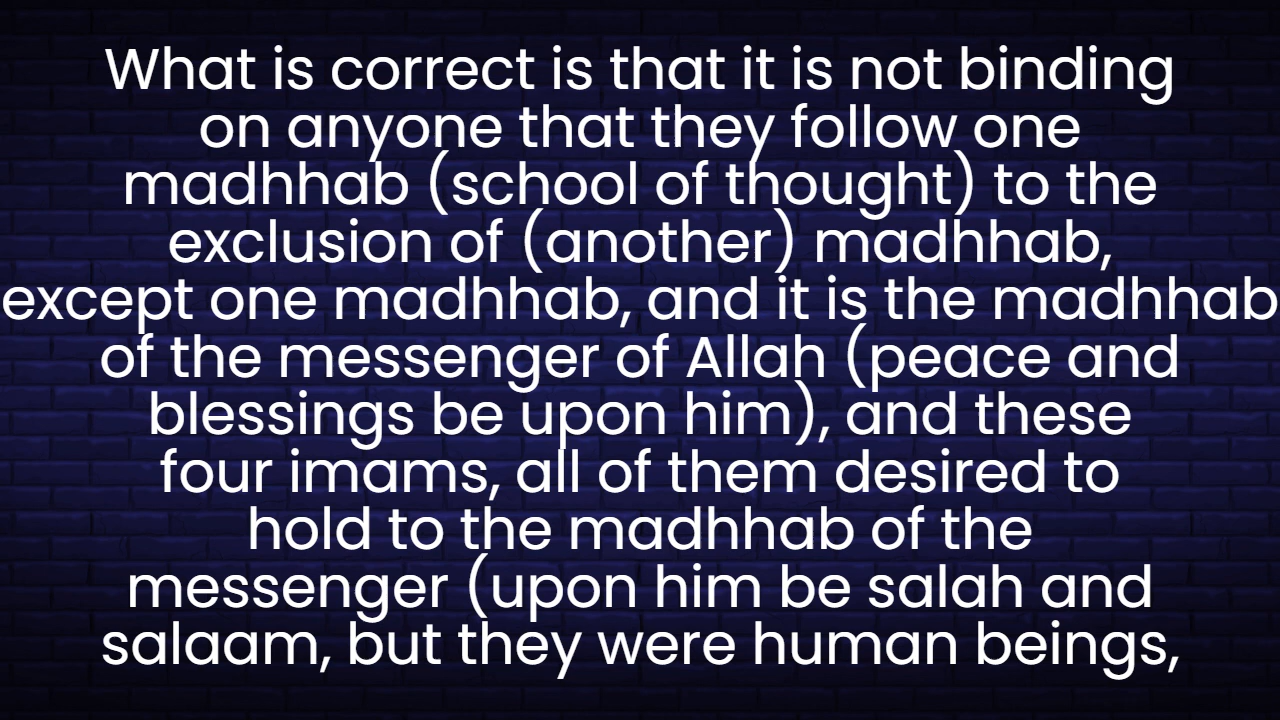 What is correct is that it is not binding
on anyone that they follow one
madhhab (school of thought) to the
exclusion of (another) madhhab,
except one madhhab, and it is the madhhab
of the messenger of Allah (peace and
blessings be upon him), and these
four imams, all of them desired to
hold to the madhhab of the
messenger (upon him be salah and
salaam, but they were human beings,